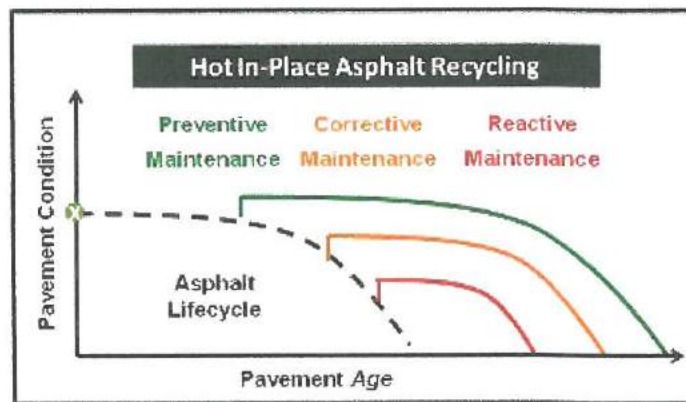 Hot In-Place Asphalt Recycling
Preventive Maintenance
Corrective Maintenance
Reactive Maintenance
Pavement Condition
X
Asphalt
Lifecycle
Pavement Age